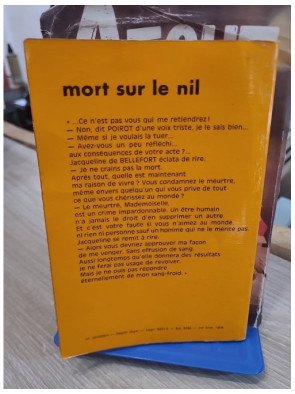 mort sur le nil
« ...Ce n'est pas vous qui me retiendrez !
— Non, dit POIROT d'une voix triste, je le sais bien...
— Même si je voulais la tuer...
— Avez-vous un peu réfléchi...
aux conséquences de votre acte ?...
Jacqueline de BELLEFORT éclata de rire.
— Je ne crains pas la mort.
Après tout, quelle est maintenant
ma raison de vivre ? Vous condamnez le meurtre,
même envers quelqu'un qui vous prive de tout
ce que vous chérissez au monde ?
— Le meurtre, Mademoiselle,
est un crime impardonnable. Un être humain
n'a jamais le droit d'en supprimer un autre.
Et c'est votre faute si vous n'aimez au monde
ni rien ni personne sauf un homme qui ne le mérite pas.
Jacqueline se remit à rire.
— Alors vous devriez approuver ma façon
de me venger. Sans effusion de sang.
Aussi longtemps qu'elle donnera des résultats
je ne ferai pas usage de revolver.
Mais je ne puis pas répondre
éternellement de mon sang-froid. »